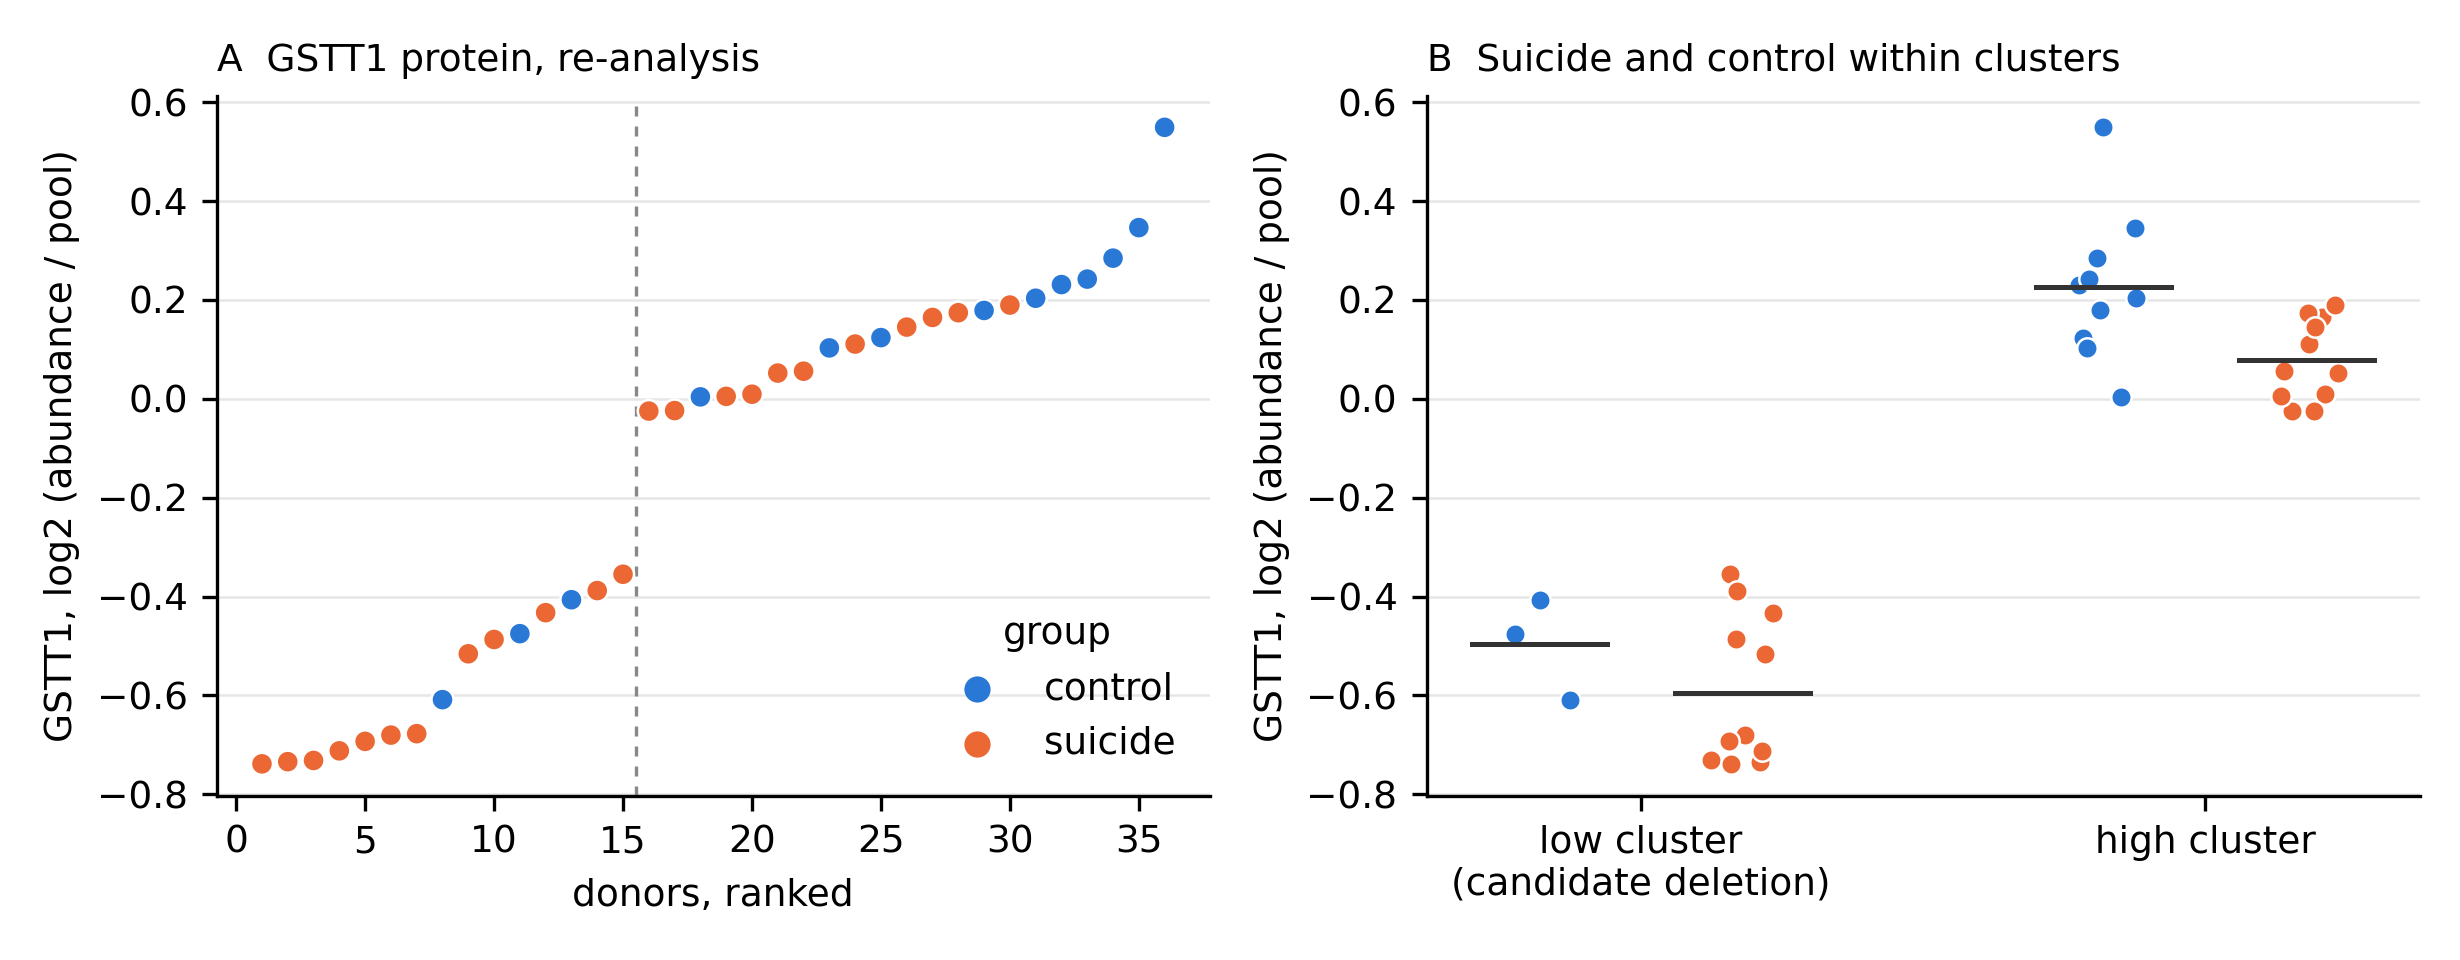 A  GSTT1 protein, re-analysis
GSTT1, log2 (abundance / pool)
0.6
0.4
0.2
0.0
−0.2
−0.4
−0.6
−0.8
0 5 10 15 20 25 30 35
donors, ranked
group
control
suicide
B  Suicide and control within clusters
GSTT1, log2 (abundance / pool)
0.6
0.4
0.2
0.0
−0.2
−0.4
−0.6
−0.8
low cluster
(candidate deletion)
high cluster